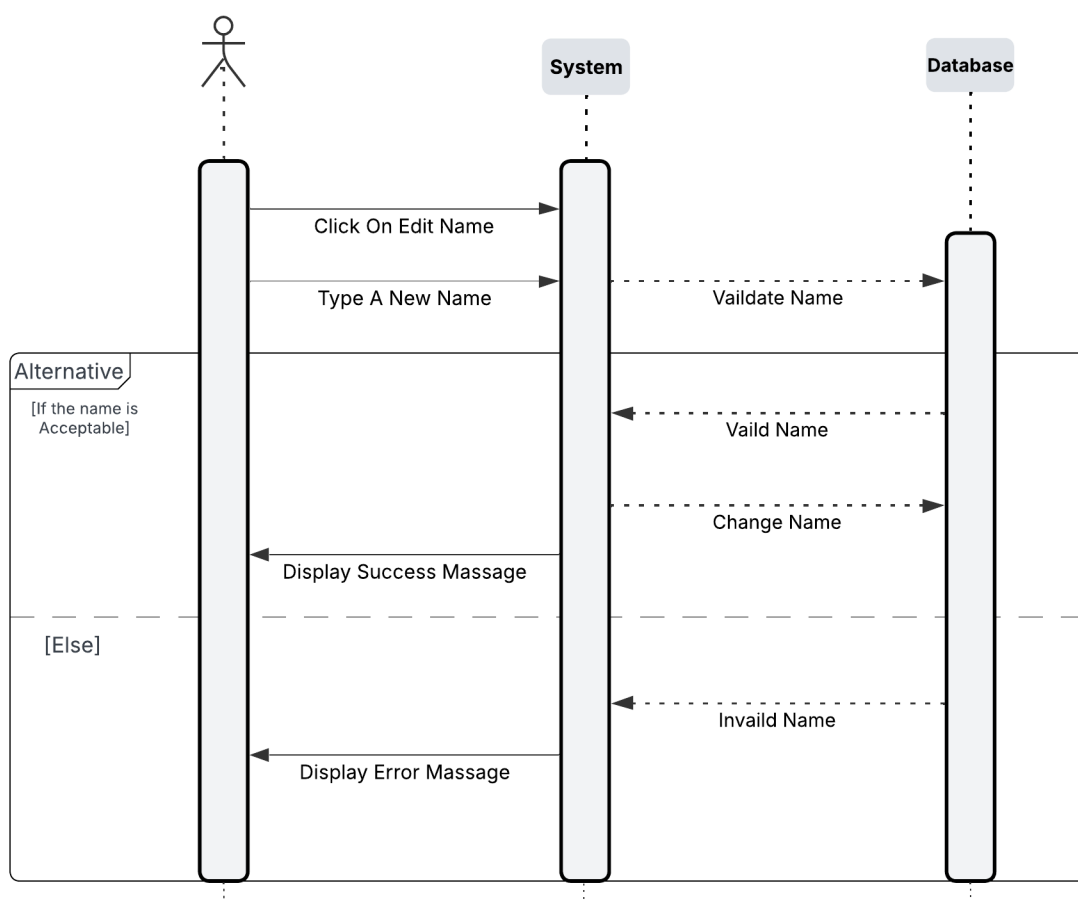 System
Database
Click On Edit Name
Type A New Name
Vaildate Name
Alternative
[If the name is
Acceptable]
Vaild Name
Change Name
Display Success Massage
[Else]
Invaild Name
Display Error Massage